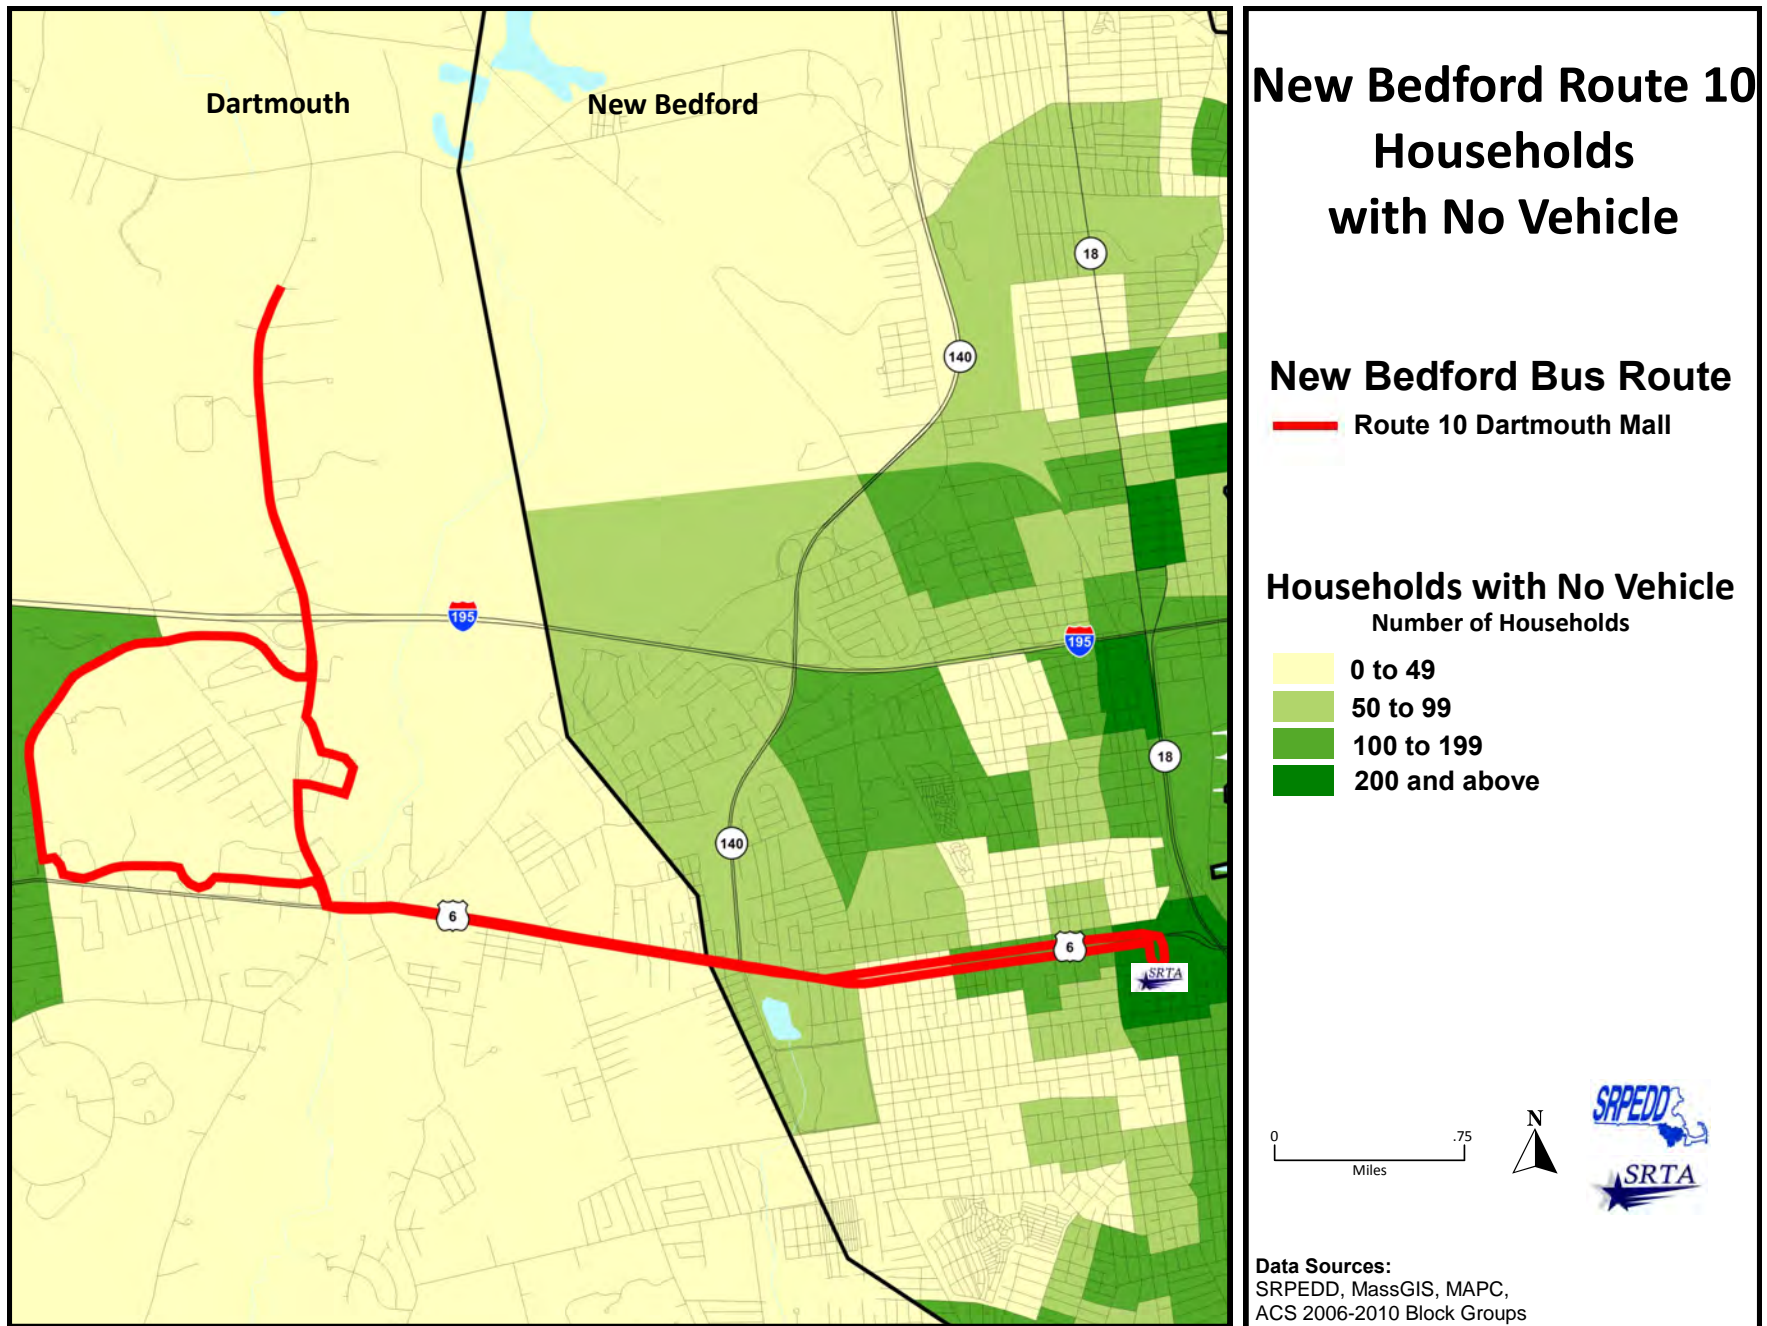 Dartmouth
New Bedford
18
140
195
195
18
140
6
6
SRTA
New Bedford Route 10
Households
with No Vehicle
New Bedford Bus Route
Route 10 Dartmouth Mall
Households with No Vehicle
Number of Households
0 to 49
50 to 99
100 to 199
200 and above
0 .75
Miles
N
SRPEDD
SRTA
Data Sources:
SRPEDD, MassGIS, MAPC,
ACS 2006-2010 Block Groups